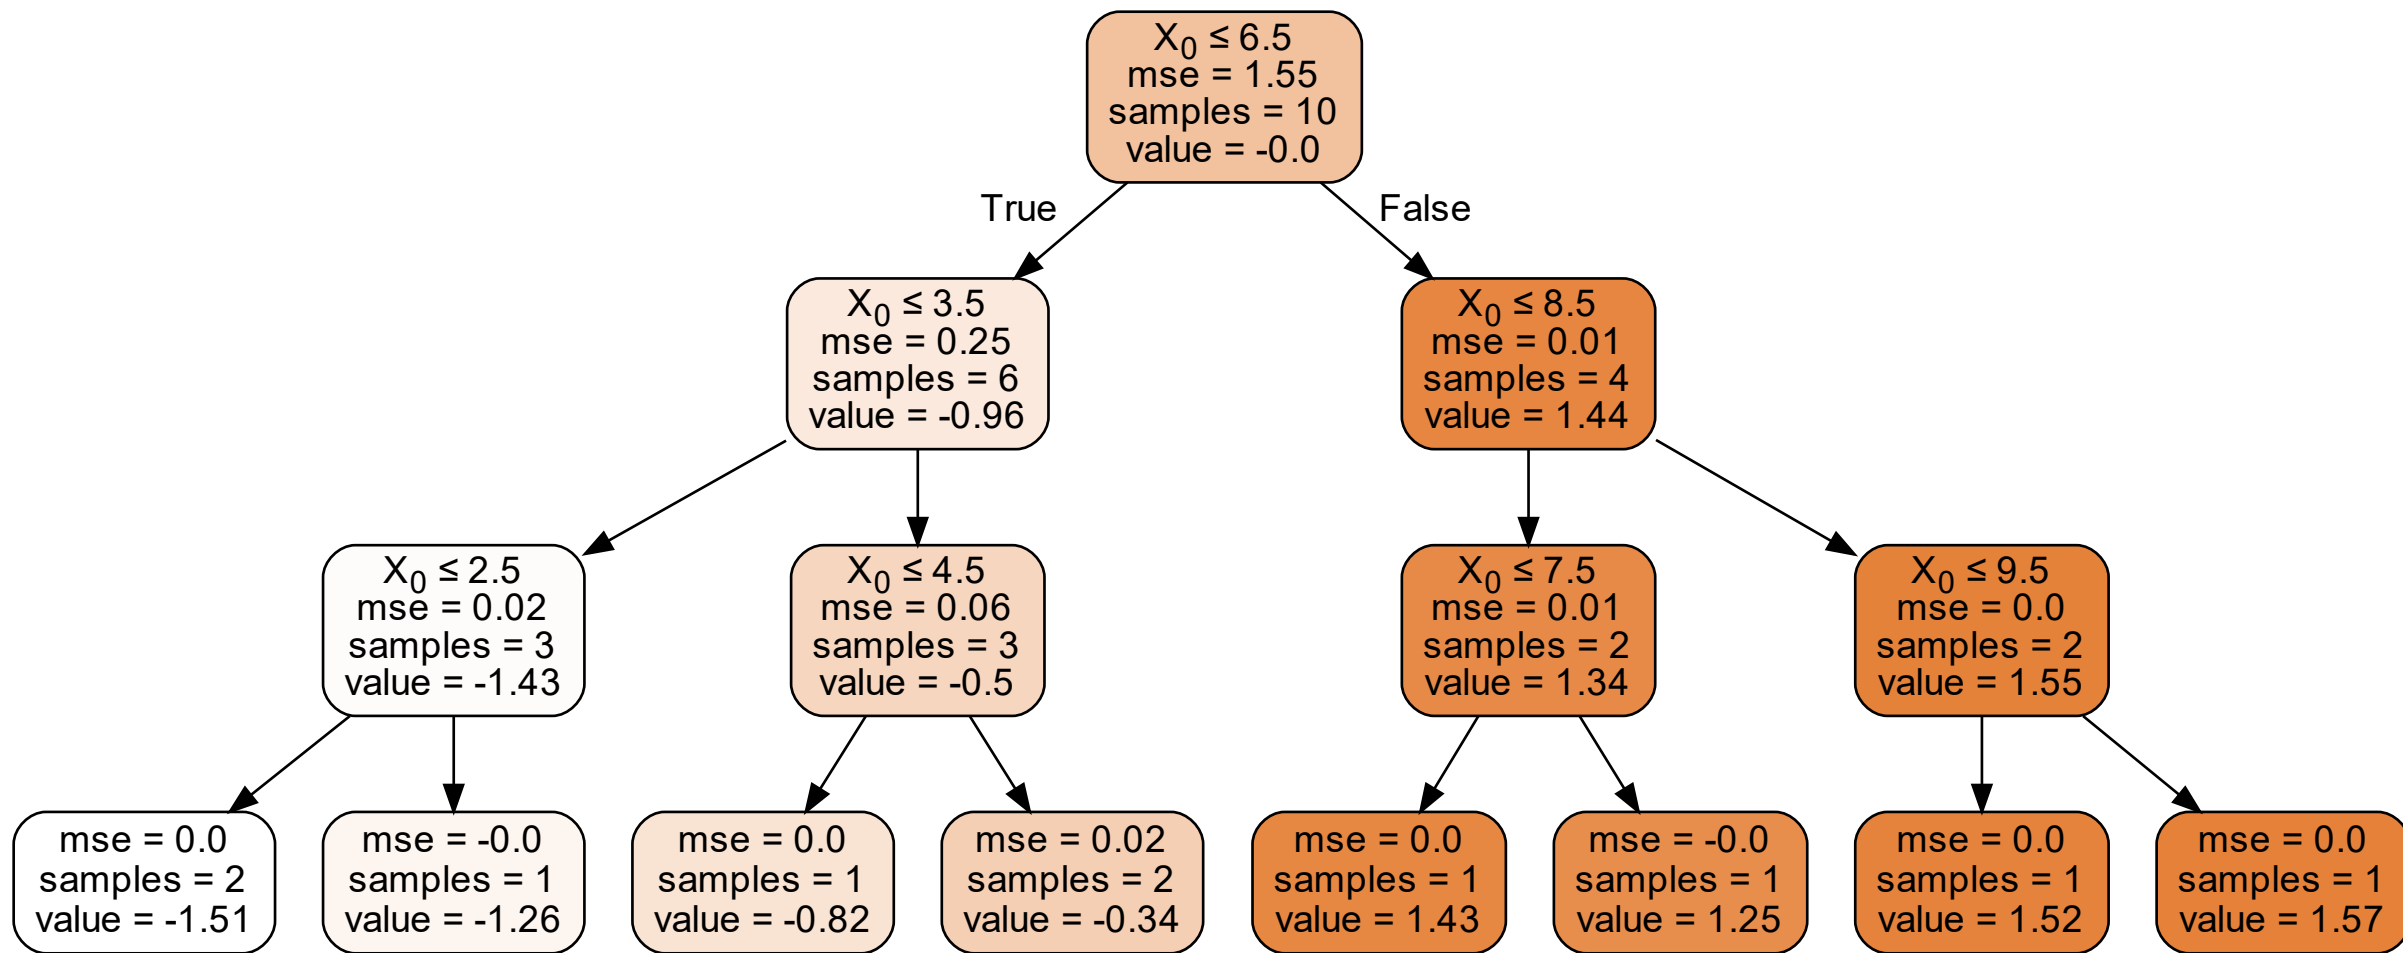 X₀ ≤ 6.5
mse = 1.55
samples = 10
value = -0.0
True
False
X₀ ≤ 3.5
mse = 0.25
samples = 6
value = -0.96
X₀ ≤ 8.5
mse = 0.01
samples = 4
value = 1.44
X₀ ≤ 2.5
mse = 0.02
samples = 3
value = -1.43
X₀ ≤ 4.5
mse = 0.06
samples = 3
value = -0.5
X₀ ≤ 7.5
mse = 0.01
samples = 2
value = 1.34
X₀ ≤ 9.5
mse = 0.0
samples = 2
value = 1.55
mse = 0.0
samples = 2
value = -1.51
mse = -0.0
samples = 1
value = -1.26
mse = 0.0
samples = 1
value = -0.82
mse = 0.02
samples = 2
value = -0.34
mse = 0.0
samples = 1
value = 1.43
mse = -0.0
samples = 1
value = 1.25
mse = 0.0
samples = 1
value = 1.52
mse = 0.0
samples = 1
value = 1.57